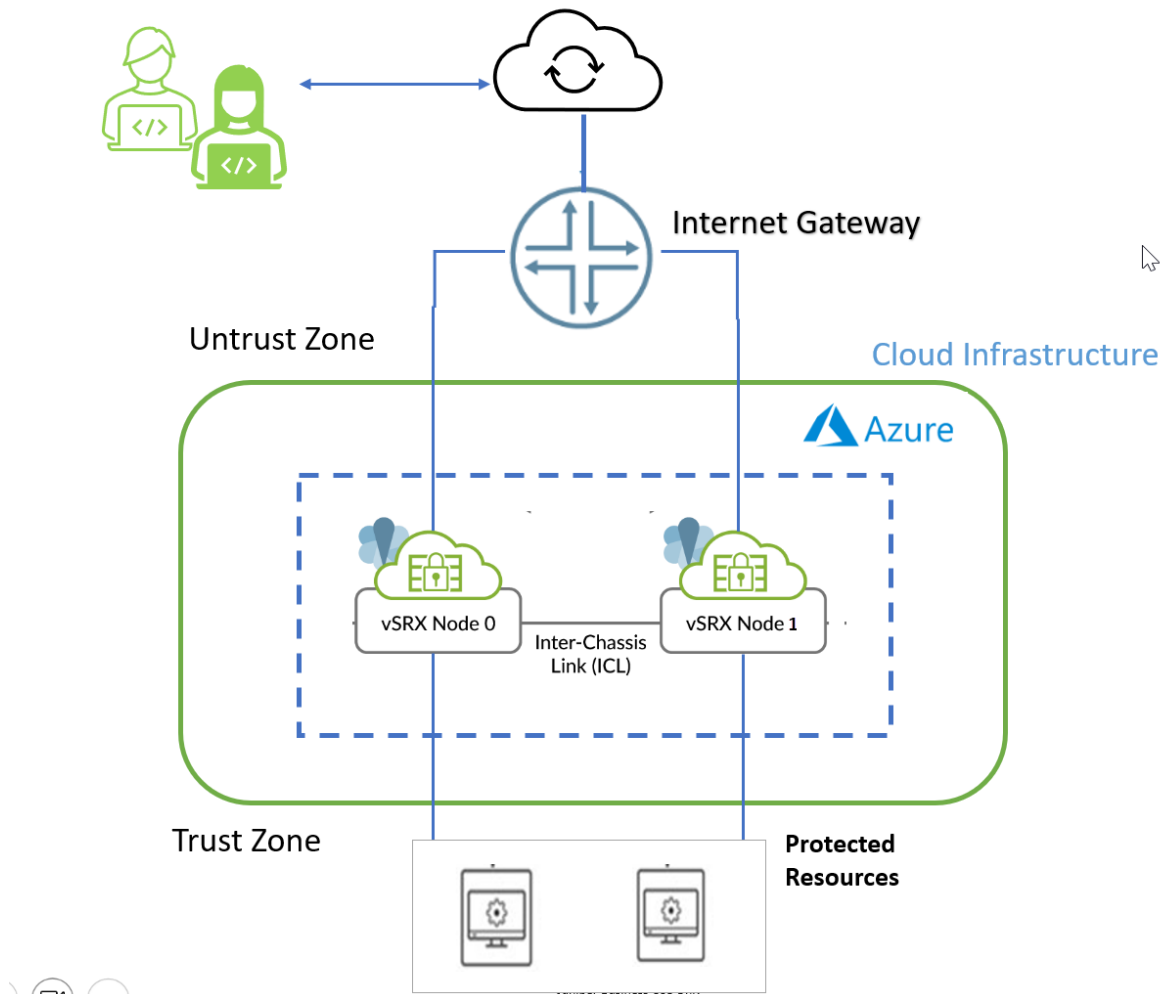 </>
</>
Internet Gateway
Untrust Zone
Cloud Infrastructure
Azure
vSRX Node 0
vSRX Node 1
Inter-Chassis
Link (ICL)
Trust Zone
Protected
Resources